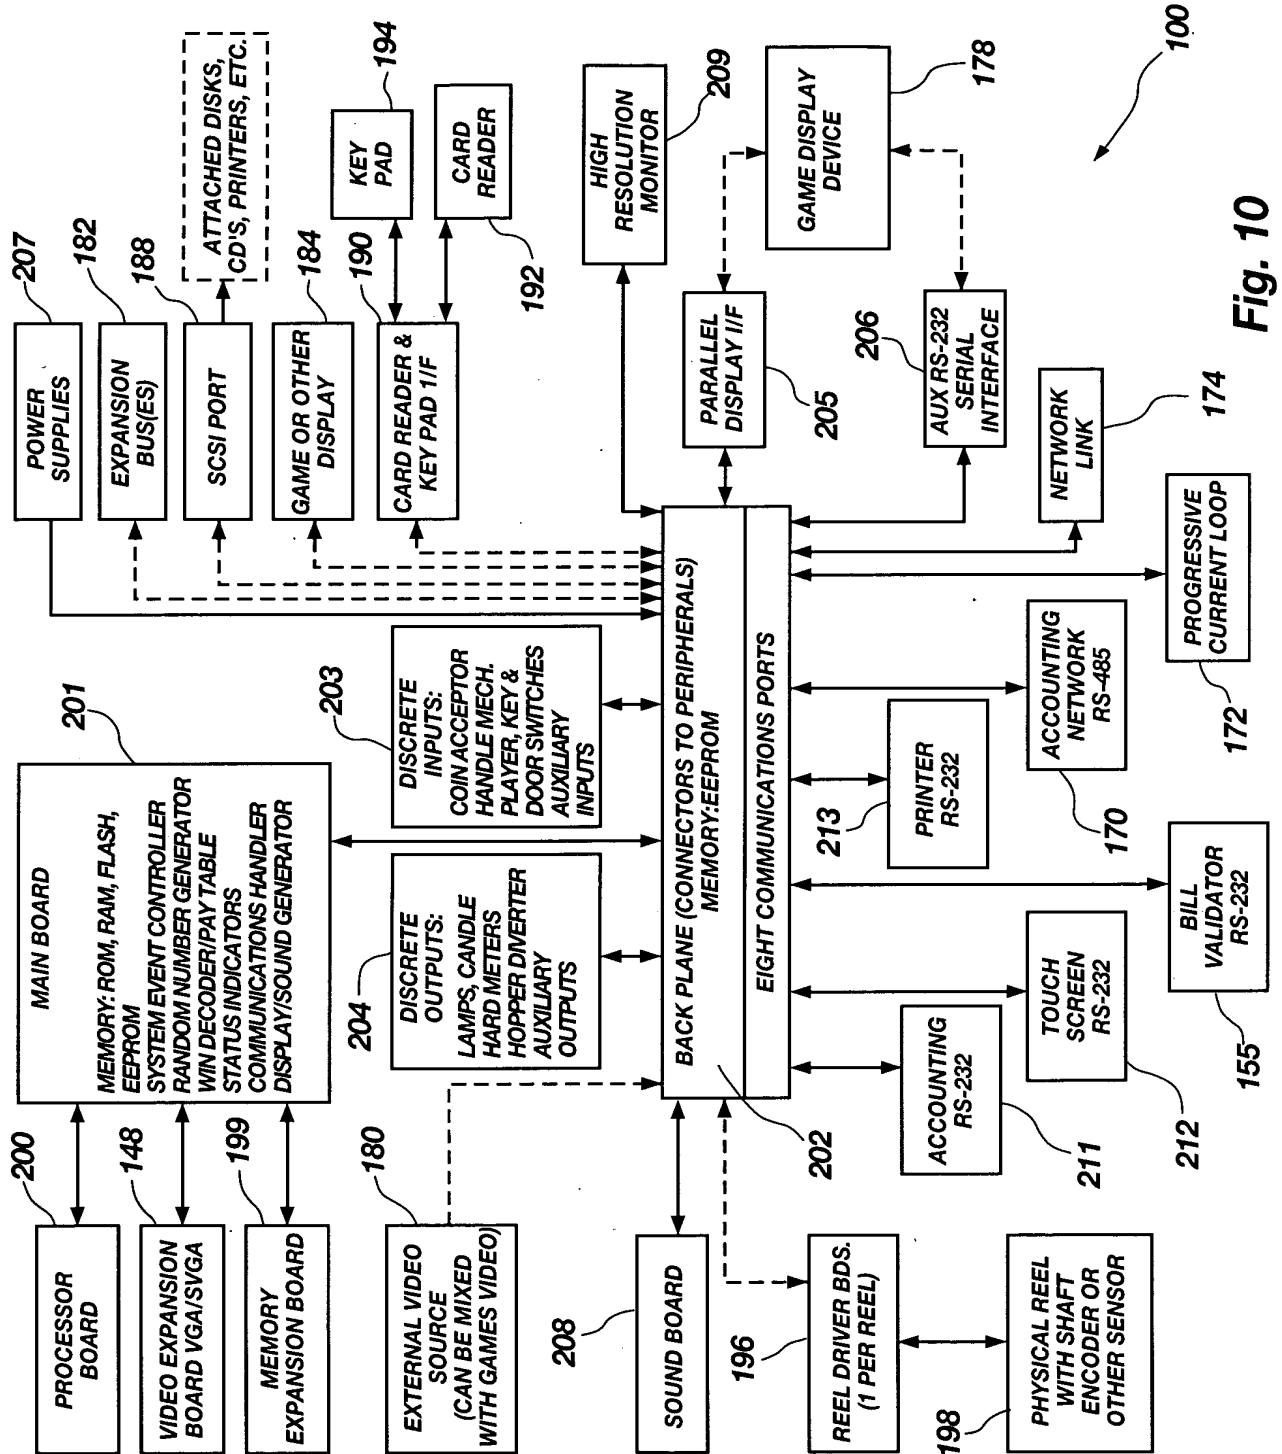 PROCESSOR
BOARD
200
VIDEO EXPANSION
BOARD VGA/SVGA
148
MEMORY
EXPANSION BOARD
199
MAIN BOARD
MEMORY: ROM, RAM, FLASH,
EEPROM
SYSTEM EVENT CONTROLLER
RANDOM NUMBER GENERATOR
WIN DECODER/PAY TABLE
STATUS INDICATORS
COMMUNICATIONS HANDLER
DISPLAY/SOUND GENERATOR
201
POWER
SUPPLIES
207
EXPANSION
BUS(ES)
182
SCSI PORT
188
ATTACHED DISKS,
CD'S, PRINTERS, ETC.
GAME OR OTHER
DISPLAY
184
CARD READER &
KEY PAD 1/F
190
KEY
PAD
194
CARD
READER
192
EXTERNAL VIDEO
SOURCE
(CAN BE MIXED
WITH GAMES VIDEO)
180
DISCRETE
OUTPUTS:
LAMPS, CANDLE
HARD METERS
HOPPER DIVERTER
AUXILIARY
OUTPUTS
204
DISCRETE
INPUTS:
COIN ACCEPTOR
HANDLE MECH.
PLAYER, KEY &
DOOR SWITCHES
AUXILIARY
INPUTS
203
HIGH
RESOLUTION
MONITOR
209
SOUND BOARD
208
BACK PLANE (CONNECTORS TO PERIPHERALS)
MEMORY:EEPROM
EIGHT COMMUNICATIONS PORTS
202
PARALLEL
DISPLAY I/F
205
GAME DISPLAY
DEVICE
178
AUX RS-232
SERIAL
INTERFACE
206
REEL DRIVER BDS.
(1 PER REEL)
196
PHYSICAL REEL
WITH SHAFT
ENCODER OR
OTHER SENSOR
198
ACCOUNTING
RS-232
211
TOUCH
SCREEN
RS-232
212
BILL
VALIDATOR
RS-232
155
PRINTER
RS-232
213
ACCOUNTING
NETWORK
RS-485
170
PROGRESSIVE
CURRENT LOOP
172
NETWORK
LINK
174
100
Fig. 10